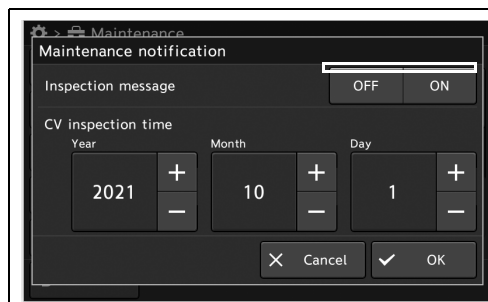 > Maintenance
Maintenance notification
Inspection message OFF ON
CV inspection time
Year Month Day
2021 + − 10 + − 1 + −
Cancel OK